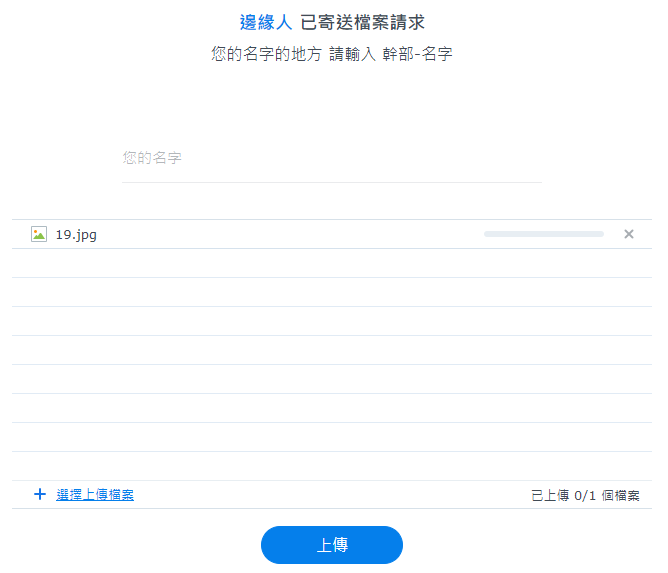 邊緣人 已寄送檔案請求
您的名字的地方 請輸入 幹部-名字
您的名字
19.jpg
選擇上傳檔案
已上傳 0/1 個檔案
上傳